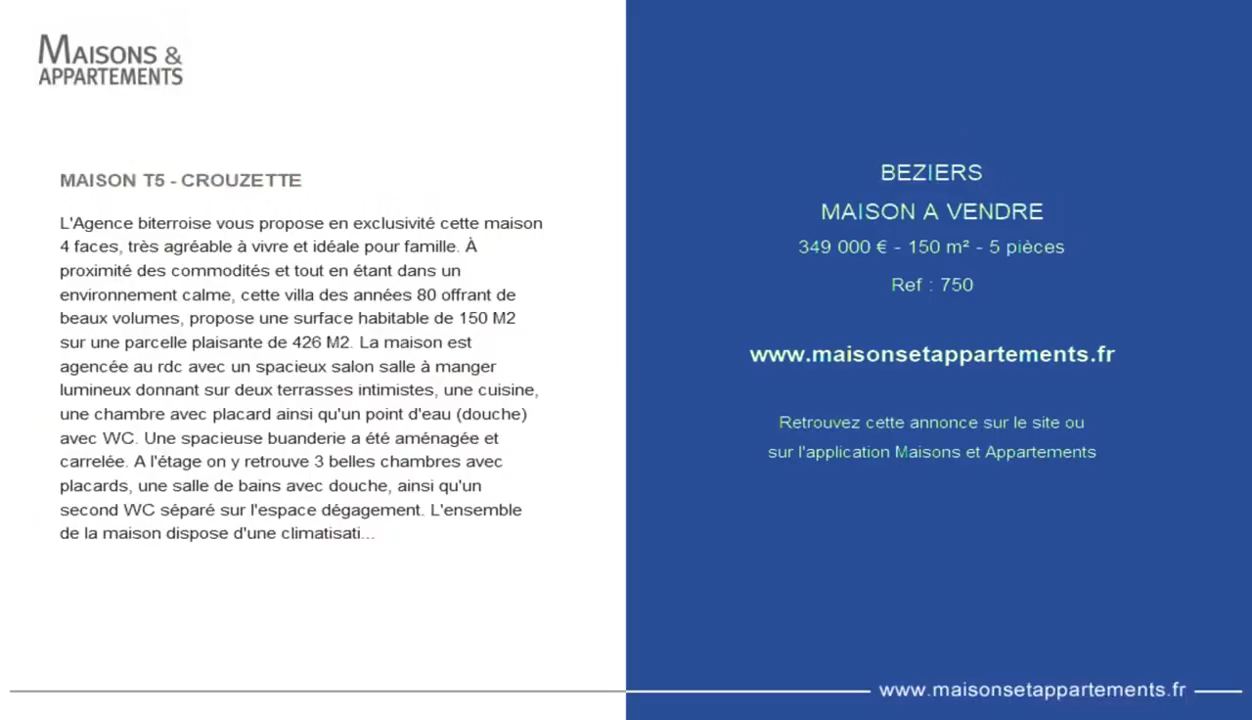 MAISONS &
APPARTEMENTS
MAISON T5 - CROUZETTE
L'Agence biterroise vous propose en exclusivité cette maison
4 faces, très agréable à vivre et idéale pour famille. À
proximité des commodités et tout en étant dans un
environnement calme, cette villa des années 80 offrant de
beaux volumes, propose une surface habitable de 150 M2
sur une parcelle plaisante de 426 M2. La maison est
agencée au rdc avec un spacieux salon salle à manger
lumineux donnant sur deux terrasses intimistes, une cuisine,
une chambre avec placard ainsi qu'un point d'eau (douche)
avec WC. Une spacieuse buanderie a été aménagée et
carrelée. A l'étage on y retrouve 3 belles chambres avec
placards, une salle de bains avec douche, ainsi qu'un
second WC séparé sur l'espace dégagement. L'ensemble
de la maison dispose d'une climatisati...
BEZIERS
MAISON A VENDRE
349 000 € - 150 m² - 5 pièces
Ref : 750
www.maisonsetappartements.fr
Retrouvez cette annonce sur le site ou
sur l'application Maisons et Appartements
www.maisonsetappartements.fr